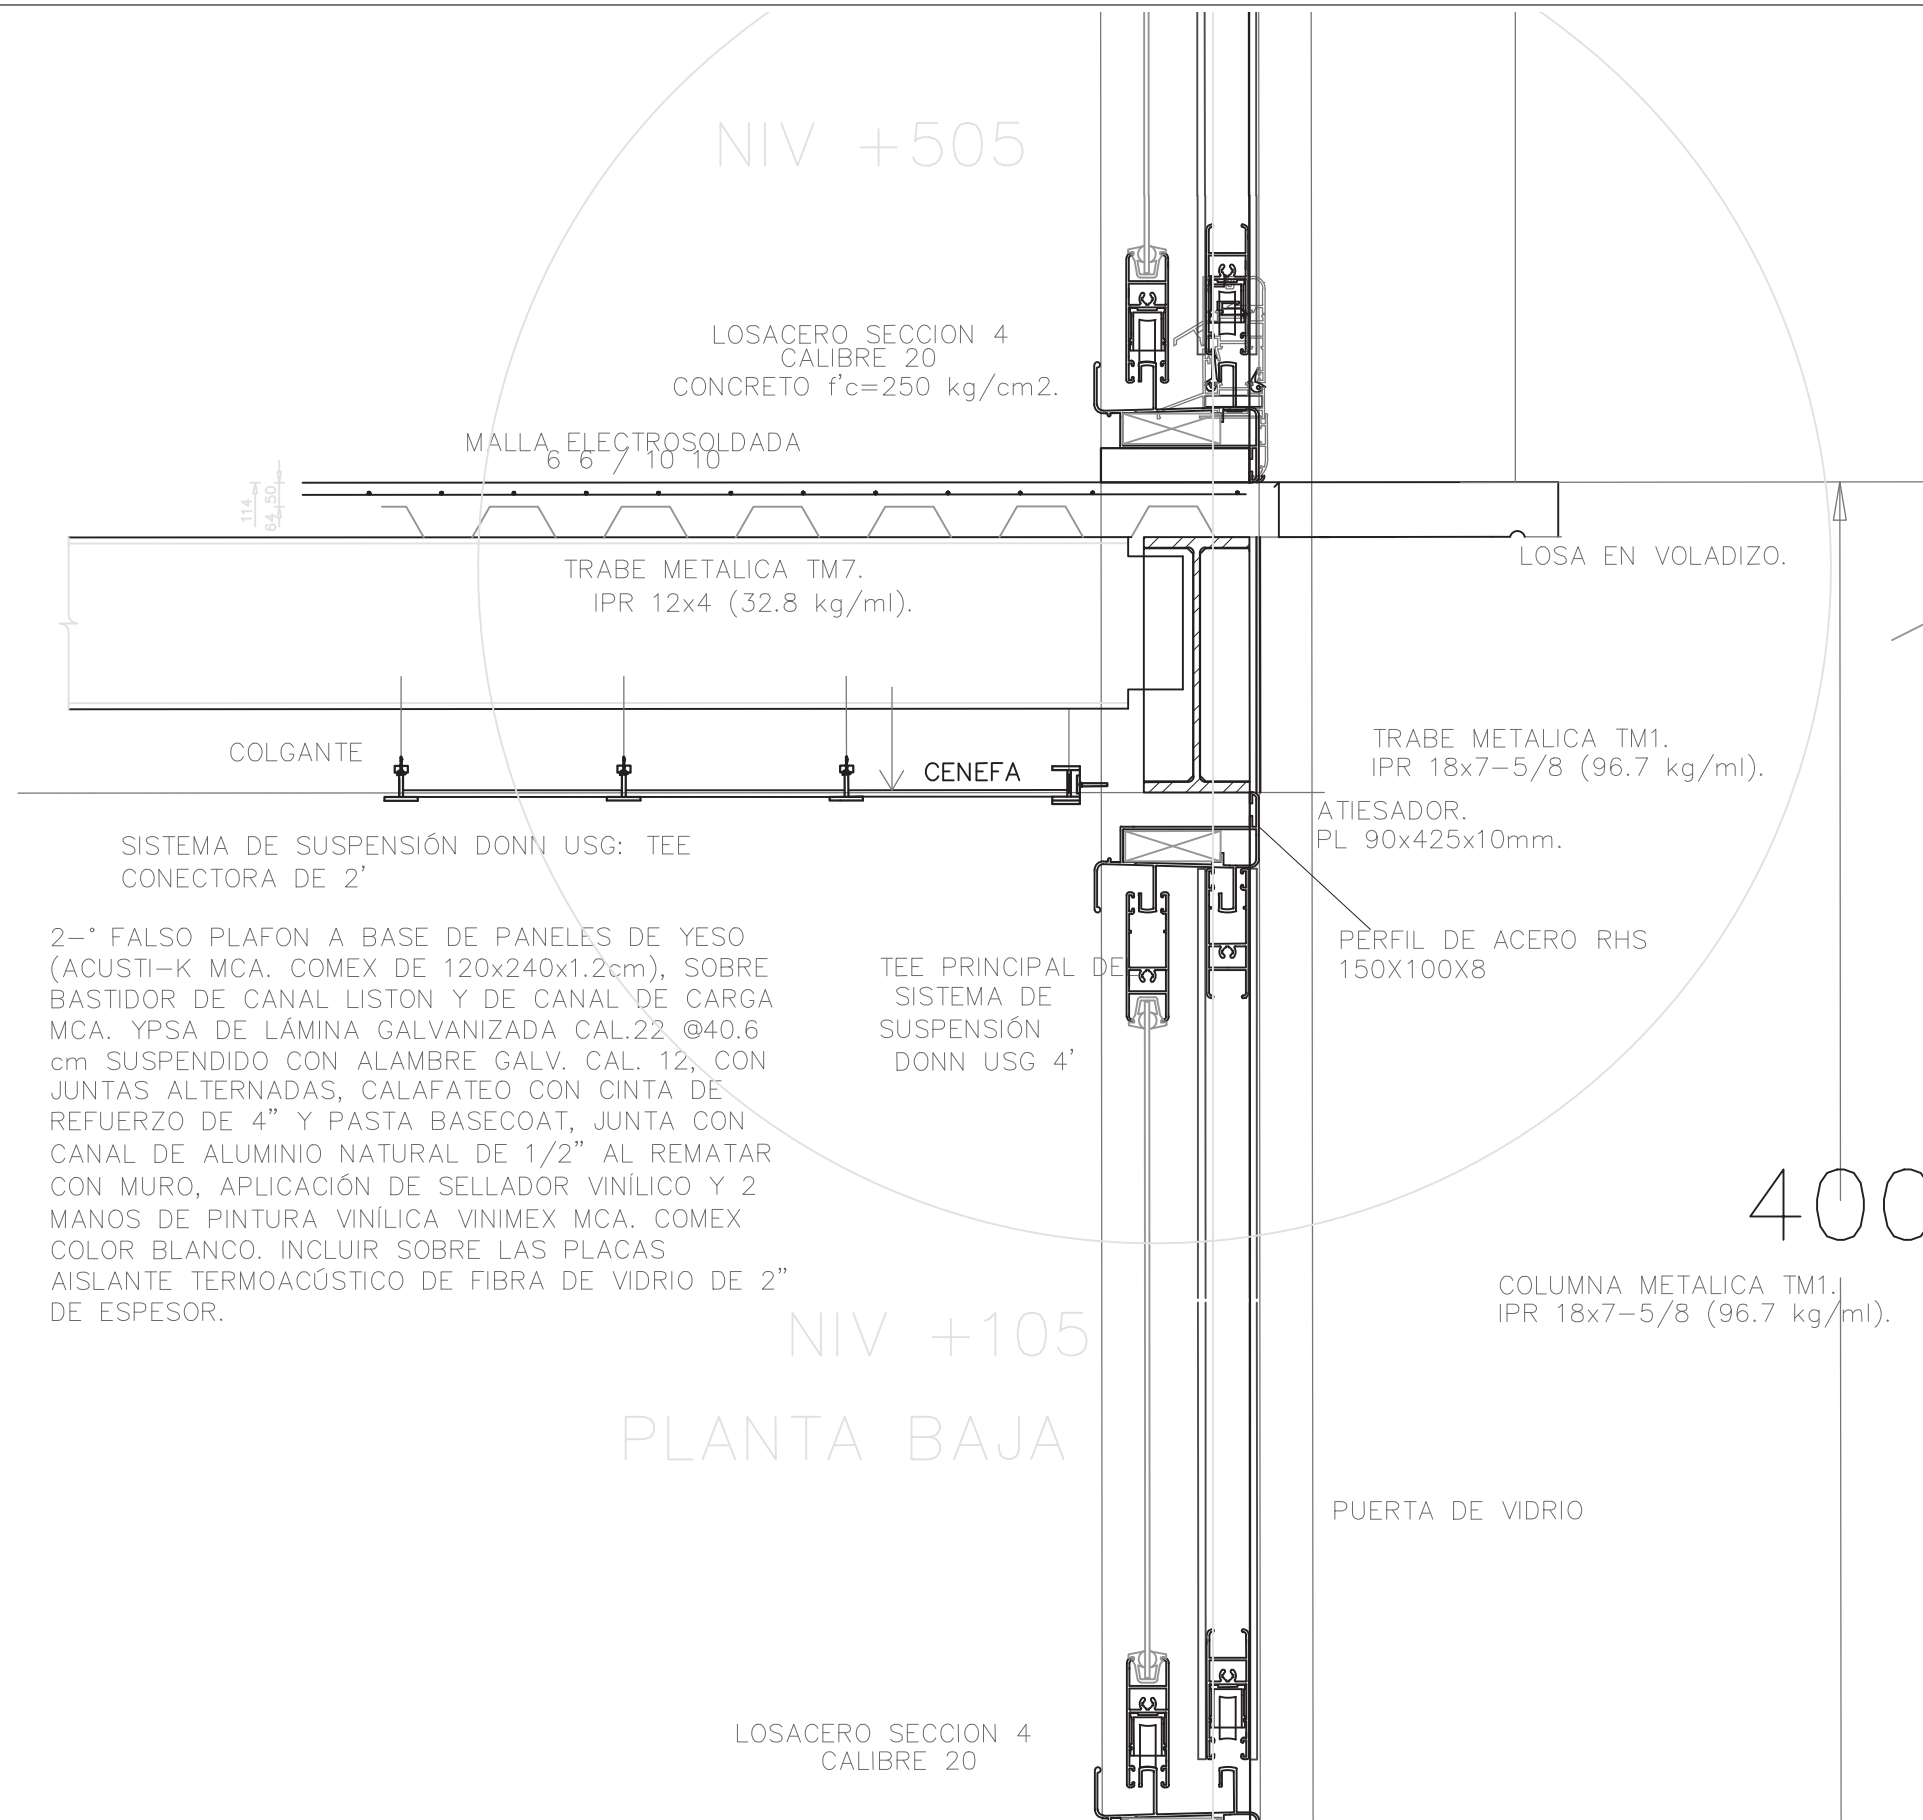 NIV +505
LOSACERO SECCION 4
CALIBRE 20
CONCRETO f'c=250 kg/cm2.
MALLA ELECTROSOLDADA
6 6 / 10 10
114
64 50
TRABE METALICA TM7.
IPR 12x4 (32.8 kg/ml).
LOSA EN VOLADIZO.
COLGANTE
CENEFA
TRABE METALICA TM1.
IPR 18x7-5/8 (96.7 kg/ml).
ATIESADOR.
PL 90x425x10mm.
SISTEMA DE SUSPENSIÓN DONN USG: TEE
CONECTORA DE 2'
PERFIL DE ACERO RHS
150X100X8
2-° FALSO PLAFON A BASE DE PANELES DE YESO
(ACUSTI-K MCA. COMEX DE 120x240x1.2cm), SOBRE
BASTIDOR DE CANAL LISTON Y DE CANAL DE CARGA
MCA. YPSA DE LÁMINA GALVANIZADA CAL.22 @40.6
cm SUSPENDIDO CON ALAMBRE GALV. CAL. 12, CON
JUNTAS ALTERNADAS, CALAFATEO CON CINTA DE
REFUERZO DE 4" Y PASTA BASECOAT, JUNTA CON
CANAL DE ALUMINIO NATURAL DE 1/2" AL REMATAR
CON MURO, APLICACIÓN DE SELLADOR VINÍLICO Y 2
MANOS DE PINTURA VINÍLICA VINIMEX MCA. COMEX
COLOR BLANCO. INCLUIR SOBRE LAS PLACAS
AISLANTE TERMOACÚSTICO DE FIBRA DE VIDRIO DE 2"
DE ESPESOR.
TEE PRINCIPAL DE
SISTEMA DE
SUSPENSIÓN
DONN USG 4'
400
COLUMNA METALICA TM1.
IPR 18x7-5/8 (96.7 kg/ml).
NIV +105
PLANTA BAJA
PUERTA DE VIDRIO
LOSACERO SECCION 4
CALIBRE 20